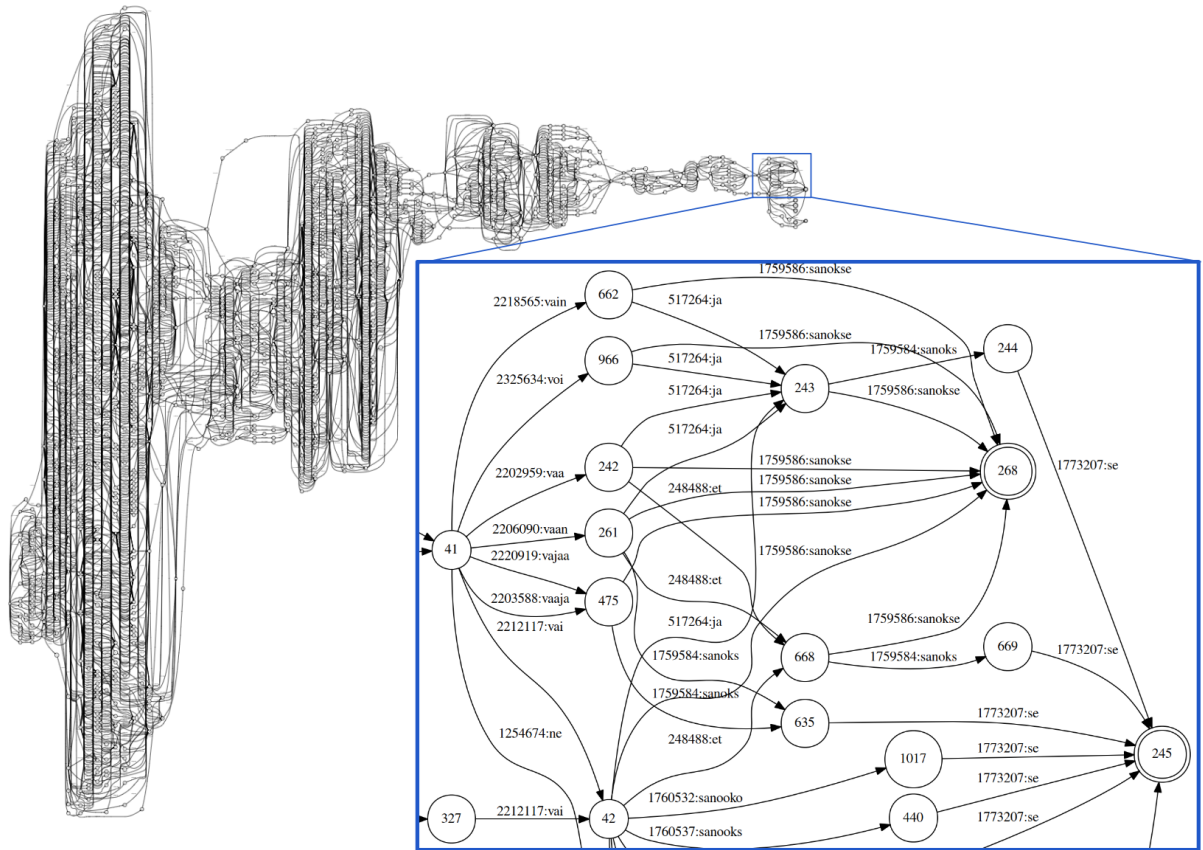 1759586:sanokse
662
2218565:vain
517264:ja
1759586:sanokse
244
1759584:sanoks
966
517264:ja
2325634:voi
243
517264:ja
1759586:sanokse
517264:ja
1773207:se
2202959:vaa
242
1759586:sanokse
268
1759586:sanokse
248488:et
1759586:sanokse
2206090:vaan
261
41
2220919:vajaa
1759586:sanokse
248488:et
2203588:vaaja
475
2212117:vai
517264:ja
1759586:sanokse
1759584:sanoks
668
1759584:sanoks
669
1773207:se
1759584:sanoks
1773207:se
635
1254674:ne
248488:et
1017
1773207:se
245
1773207:se
1760532:sanooko
327
2212117:vai
42
440
1773207:se
1760537:sanooks